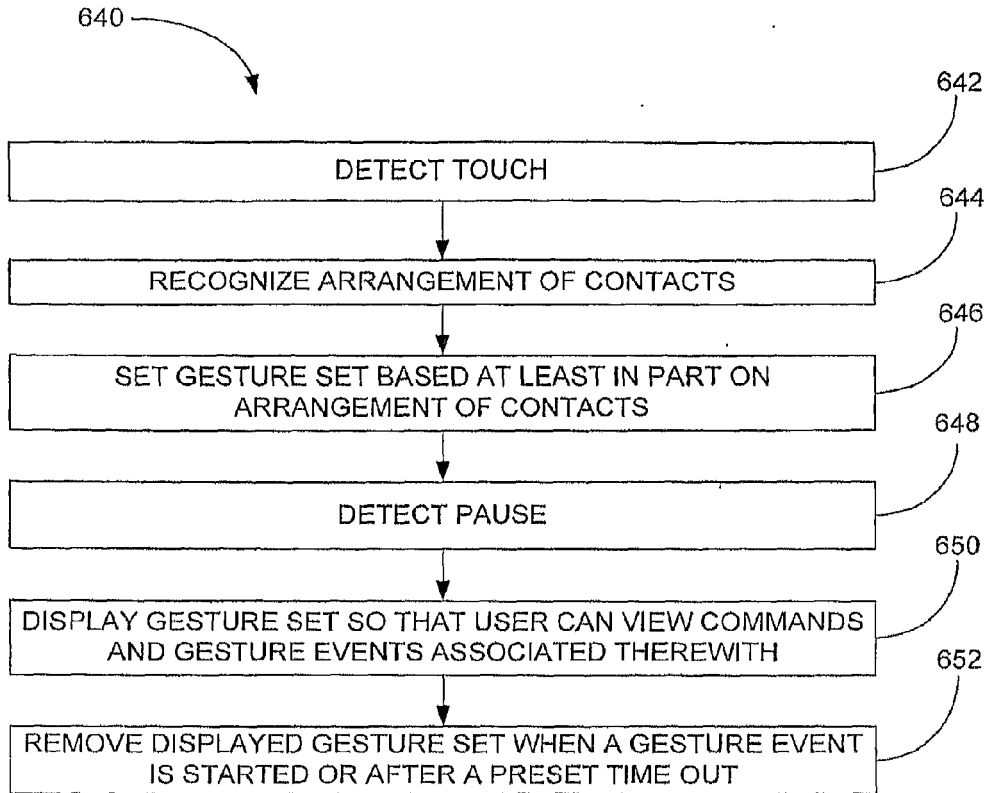 640
642
DETECT TOUCH
644
RECOGNIZE ARRANGEMENT OF CONTACTS
646
SET GESTURE SET BASED AT LEAST IN PART ON
ARRANGEMENT OF CONTACTS
648
DETECT PAUSE
650
DISPLAY GESTURE SET SO THAT USER CAN VIEW COMMANDS
AND GESTURE EVENTS ASSOCIATED THEREWITH
652
REMOVE DISPLAYED GESTURE SET WHEN A GESTURE EVENT
IS STARTED OR AFTER A PRESET TIME OUT